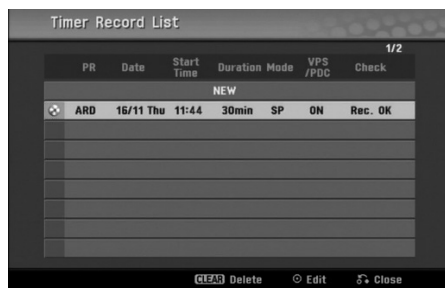 Timer Record List
1/2
PR Date Start Time Duration Mode VPS /PDC Check
NEW
ARD 16/11 Thu 11:44 30min SP ON Rec. OK
CLEAR Delete Edit Close